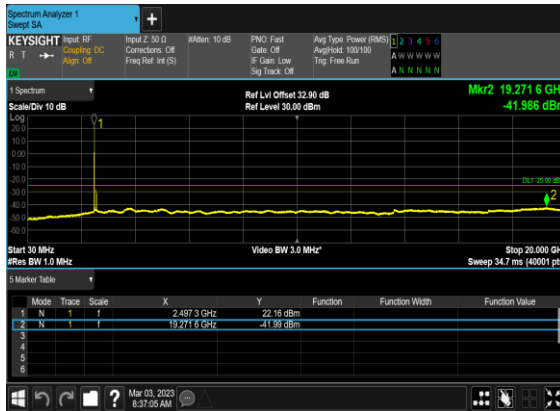 Spectrum Analyzer 1
Swept SA
+
KEYSIGHT Input: RF Input Z: 50 Ω #Atten: 10 dB PNO: Fast Avg Type: Power (RMS) 1 2 3 4 5 6
R T Coupling: DC Corrections: Off Gate: Off Avg|Hold: 100/100 A W W W W W
Align: Off Freq Ref: Int (S) IF Gain: Low Trig: Free Run
Sig Track: Off A N N N N N
1 Spectrum Ref Lvl Offset 32.90 dB Mkr2 19.271 6 GH
Scale/Div 10 dB Ref Level 30.00 dBm -41.986 dBr
Log
1
20.0
10.0
0.00
-10.0
-20.0
DL1 -25.00 dB
-30.0
2
-40.0
-50.0
-60.0
Start 30 MHz Video BW 3.0 MHz* Stop 20.000 GH
#Res BW 1.0 MHz Sweep 34.7 ms (40001 pts
5 Marker Table
Mode Trace Scale X Y Function Function Width Function Value
1 N 1 f 2.497 3 GHz 22.16 dBm
2 N 1 f 19.271 6 GHz -41.99 dBm
3
4
5
6
? Mar 03, 2023
8:37:05 AM